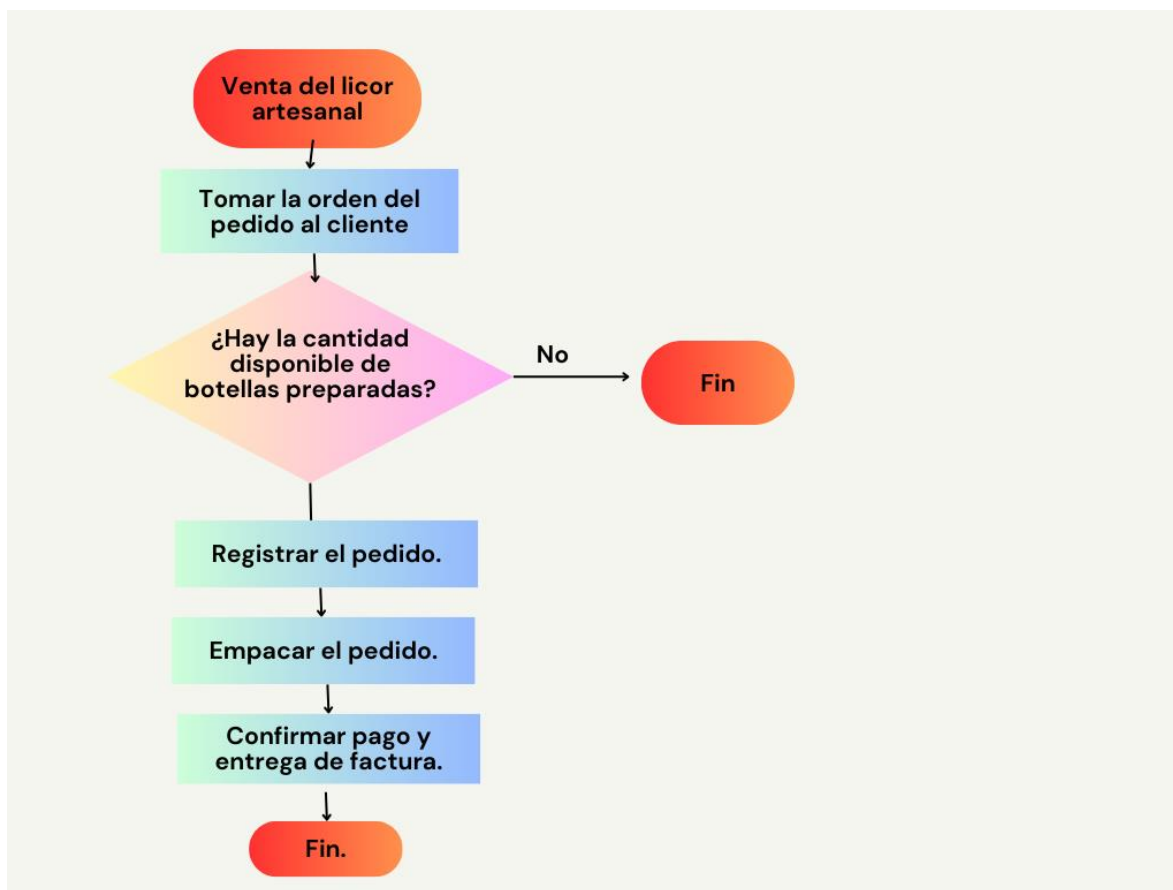 Venta del licor
artesanal
Tomar la orden del
pedido al cliente
¿Hay la cantidad
disponible de
botellas preparadas?
No
Fin
Registrar el pedido.
Empacar el pedido.
Confirmar pago y
entrega de factura.
Fin.